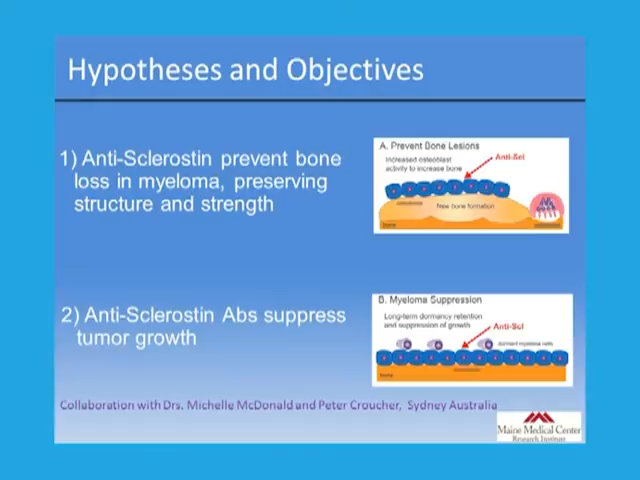 Hypotheses and Objectives
1) Anti-Sclerostin prevent bone
loss in myeloma, preserving
structure and strength
A. Prevent Bone Lesions
Increased osteoblast
activity to increase bone
Anti-Scl
New bone formation
bone
2) Anti-Sclerostin Abs suppress
tumor growth
B. Myeloma Suppression
Long-term dormancy retention
and suppression of growth
Anti-Scl
dormant myeloma cells
bone
Collaboration with Drs. Michelle McDonald and Peter Croucher, Sydney Australia
Maine Medical Center
Research Institute